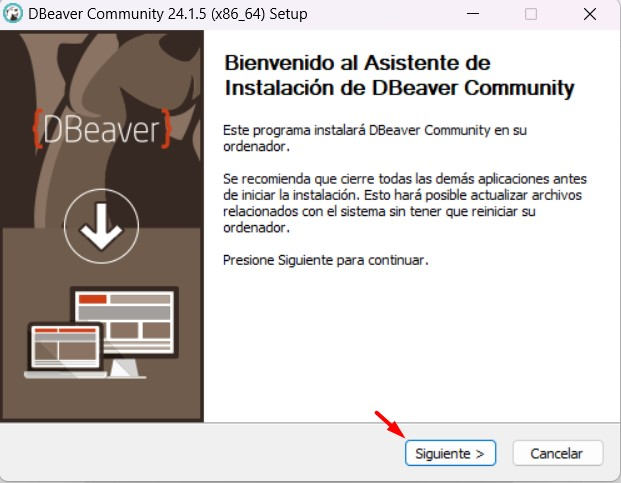 DBeaver Community 24.1.5 (x86_64) Setup
{DBeaver}
Bienvenido al Asistente de
Instalación de DBeaver Community
Este programa instalará DBeaver Community en su
ordenador.
Se recomienda que cierre todas las demás aplicaciones antes
de iniciar la instalación. Esto hará posible actualizar archivos
relacionados con el sistema sin tener que reiniciar su
ordenador.
Presione Siguiente para continuar.
Siguiente >
Cancelar